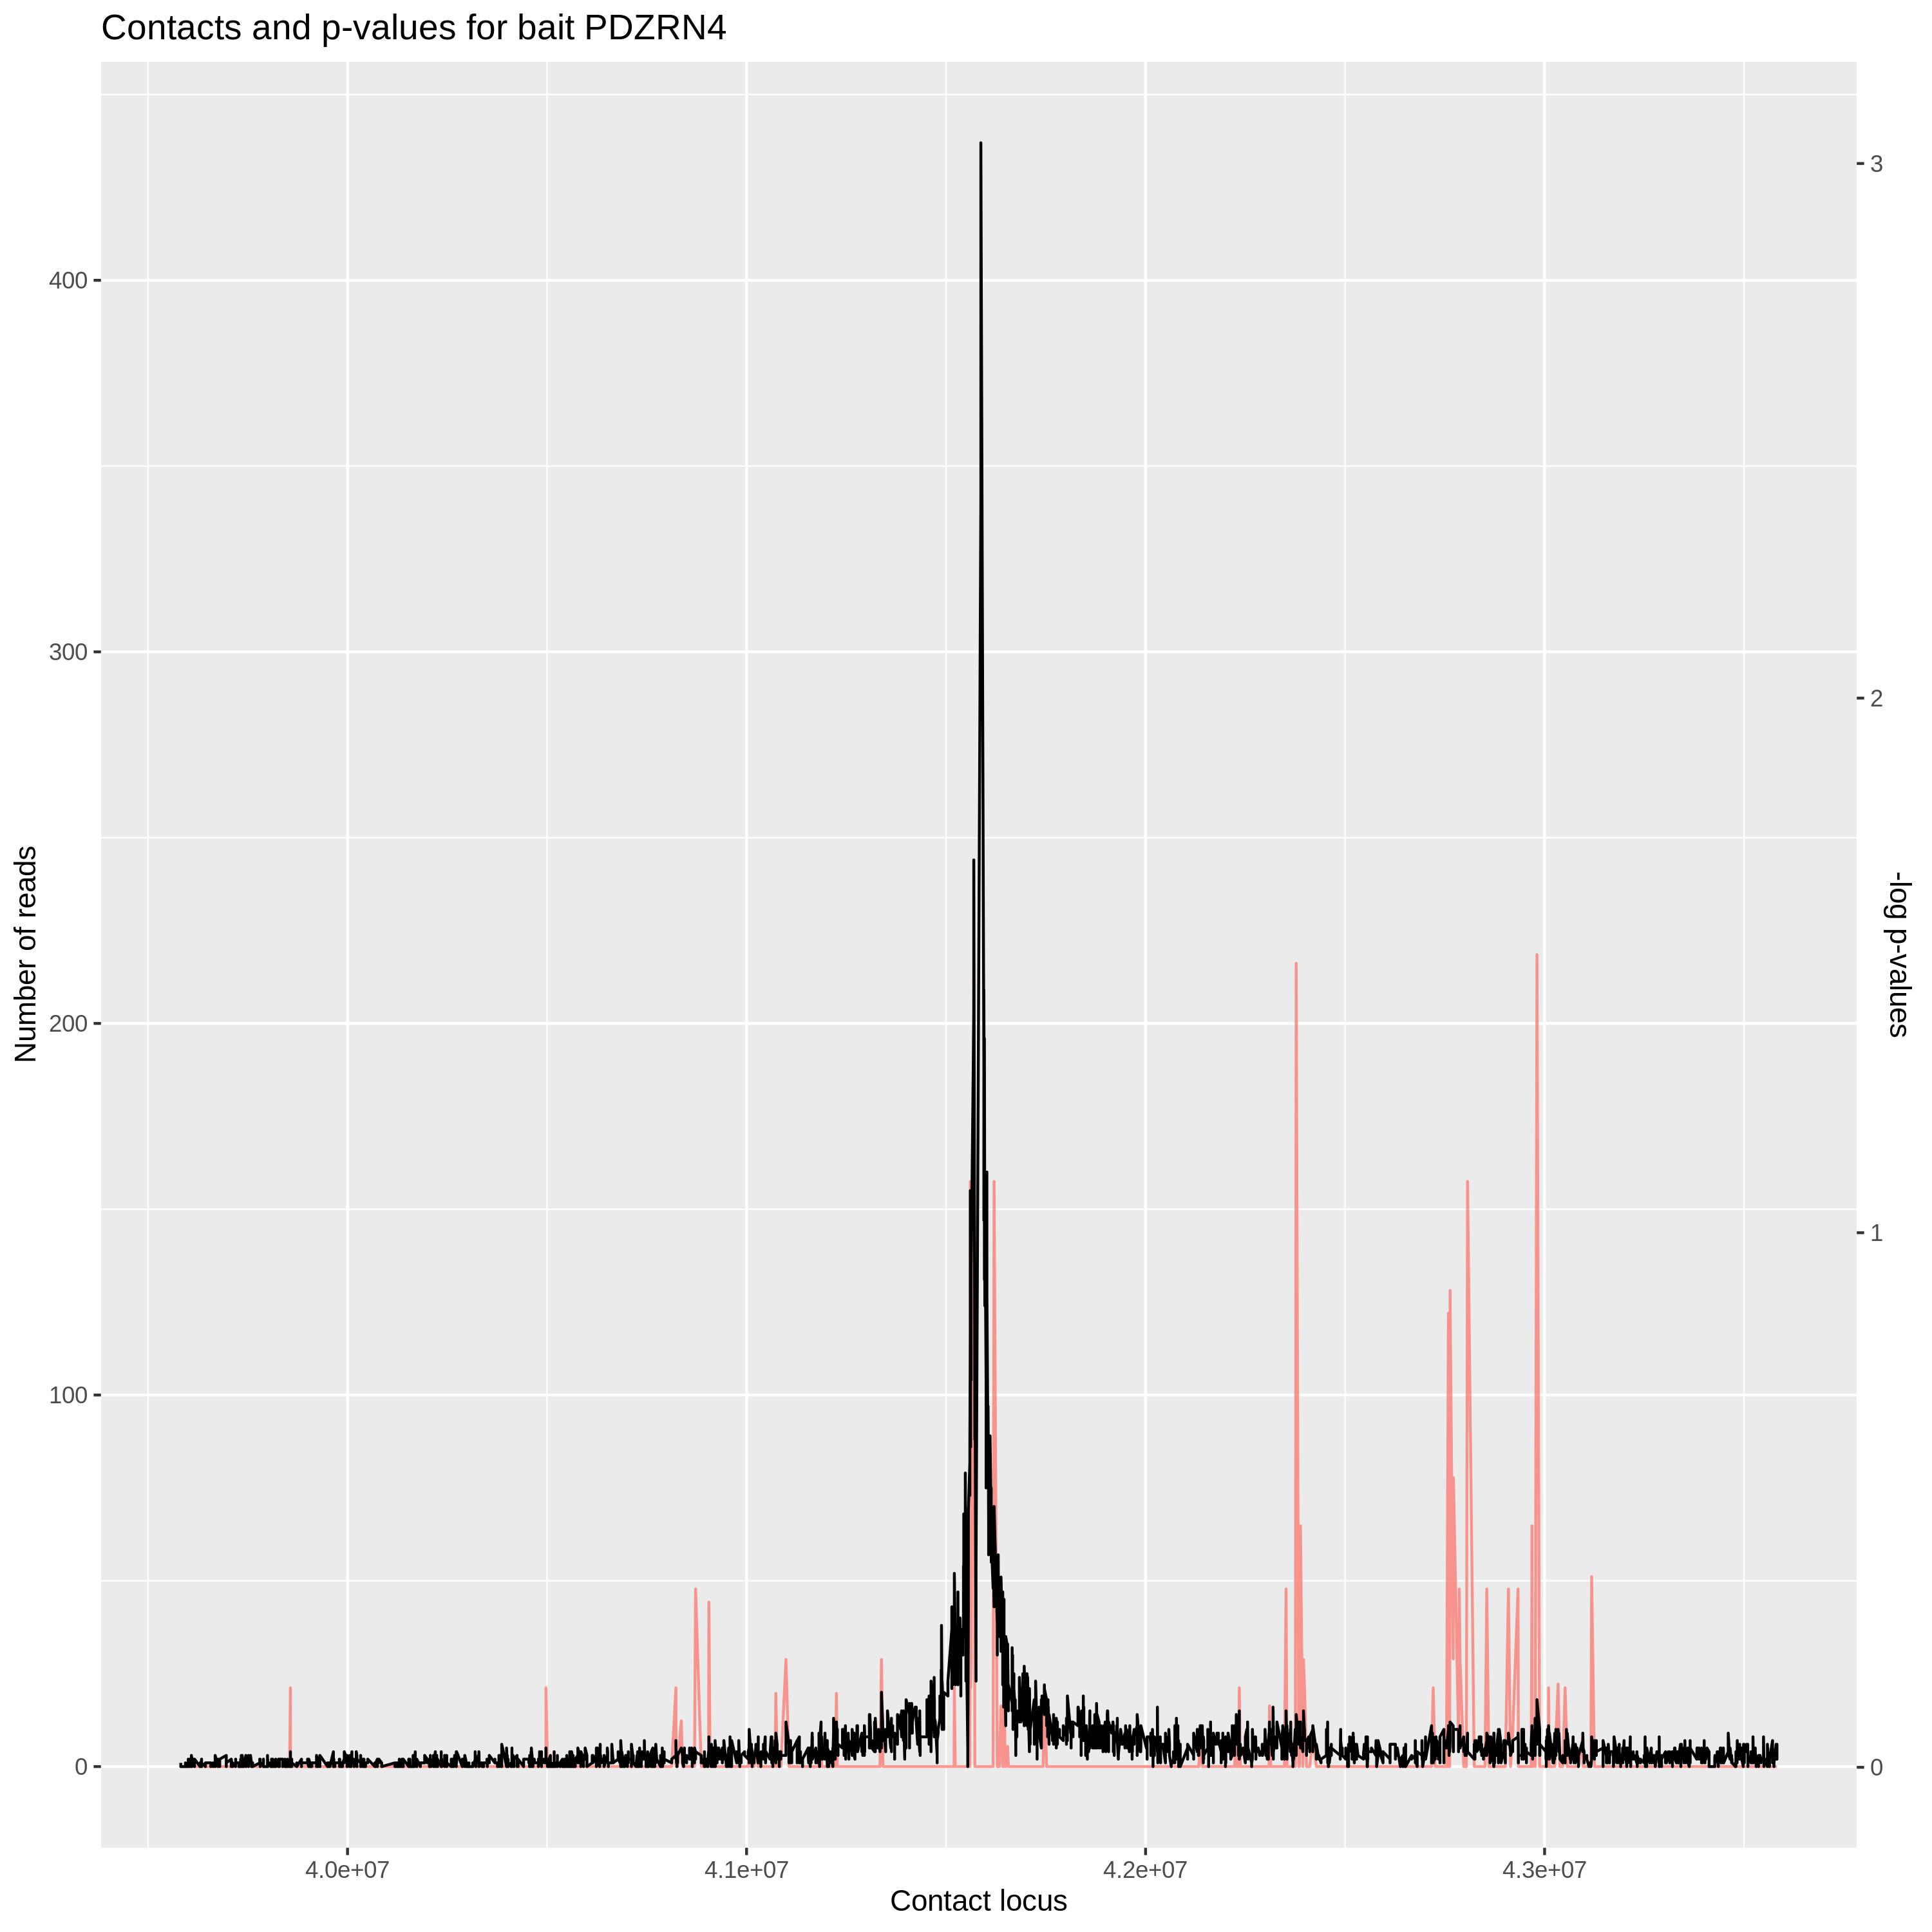 Contacts and p-values for bait PDZRN4
Number of reads
400
300
200
100
0
3
2
1
0
-log p-values
4.0e+07
4.1e+07
4.2e+07
4.3e+07
Contact locus